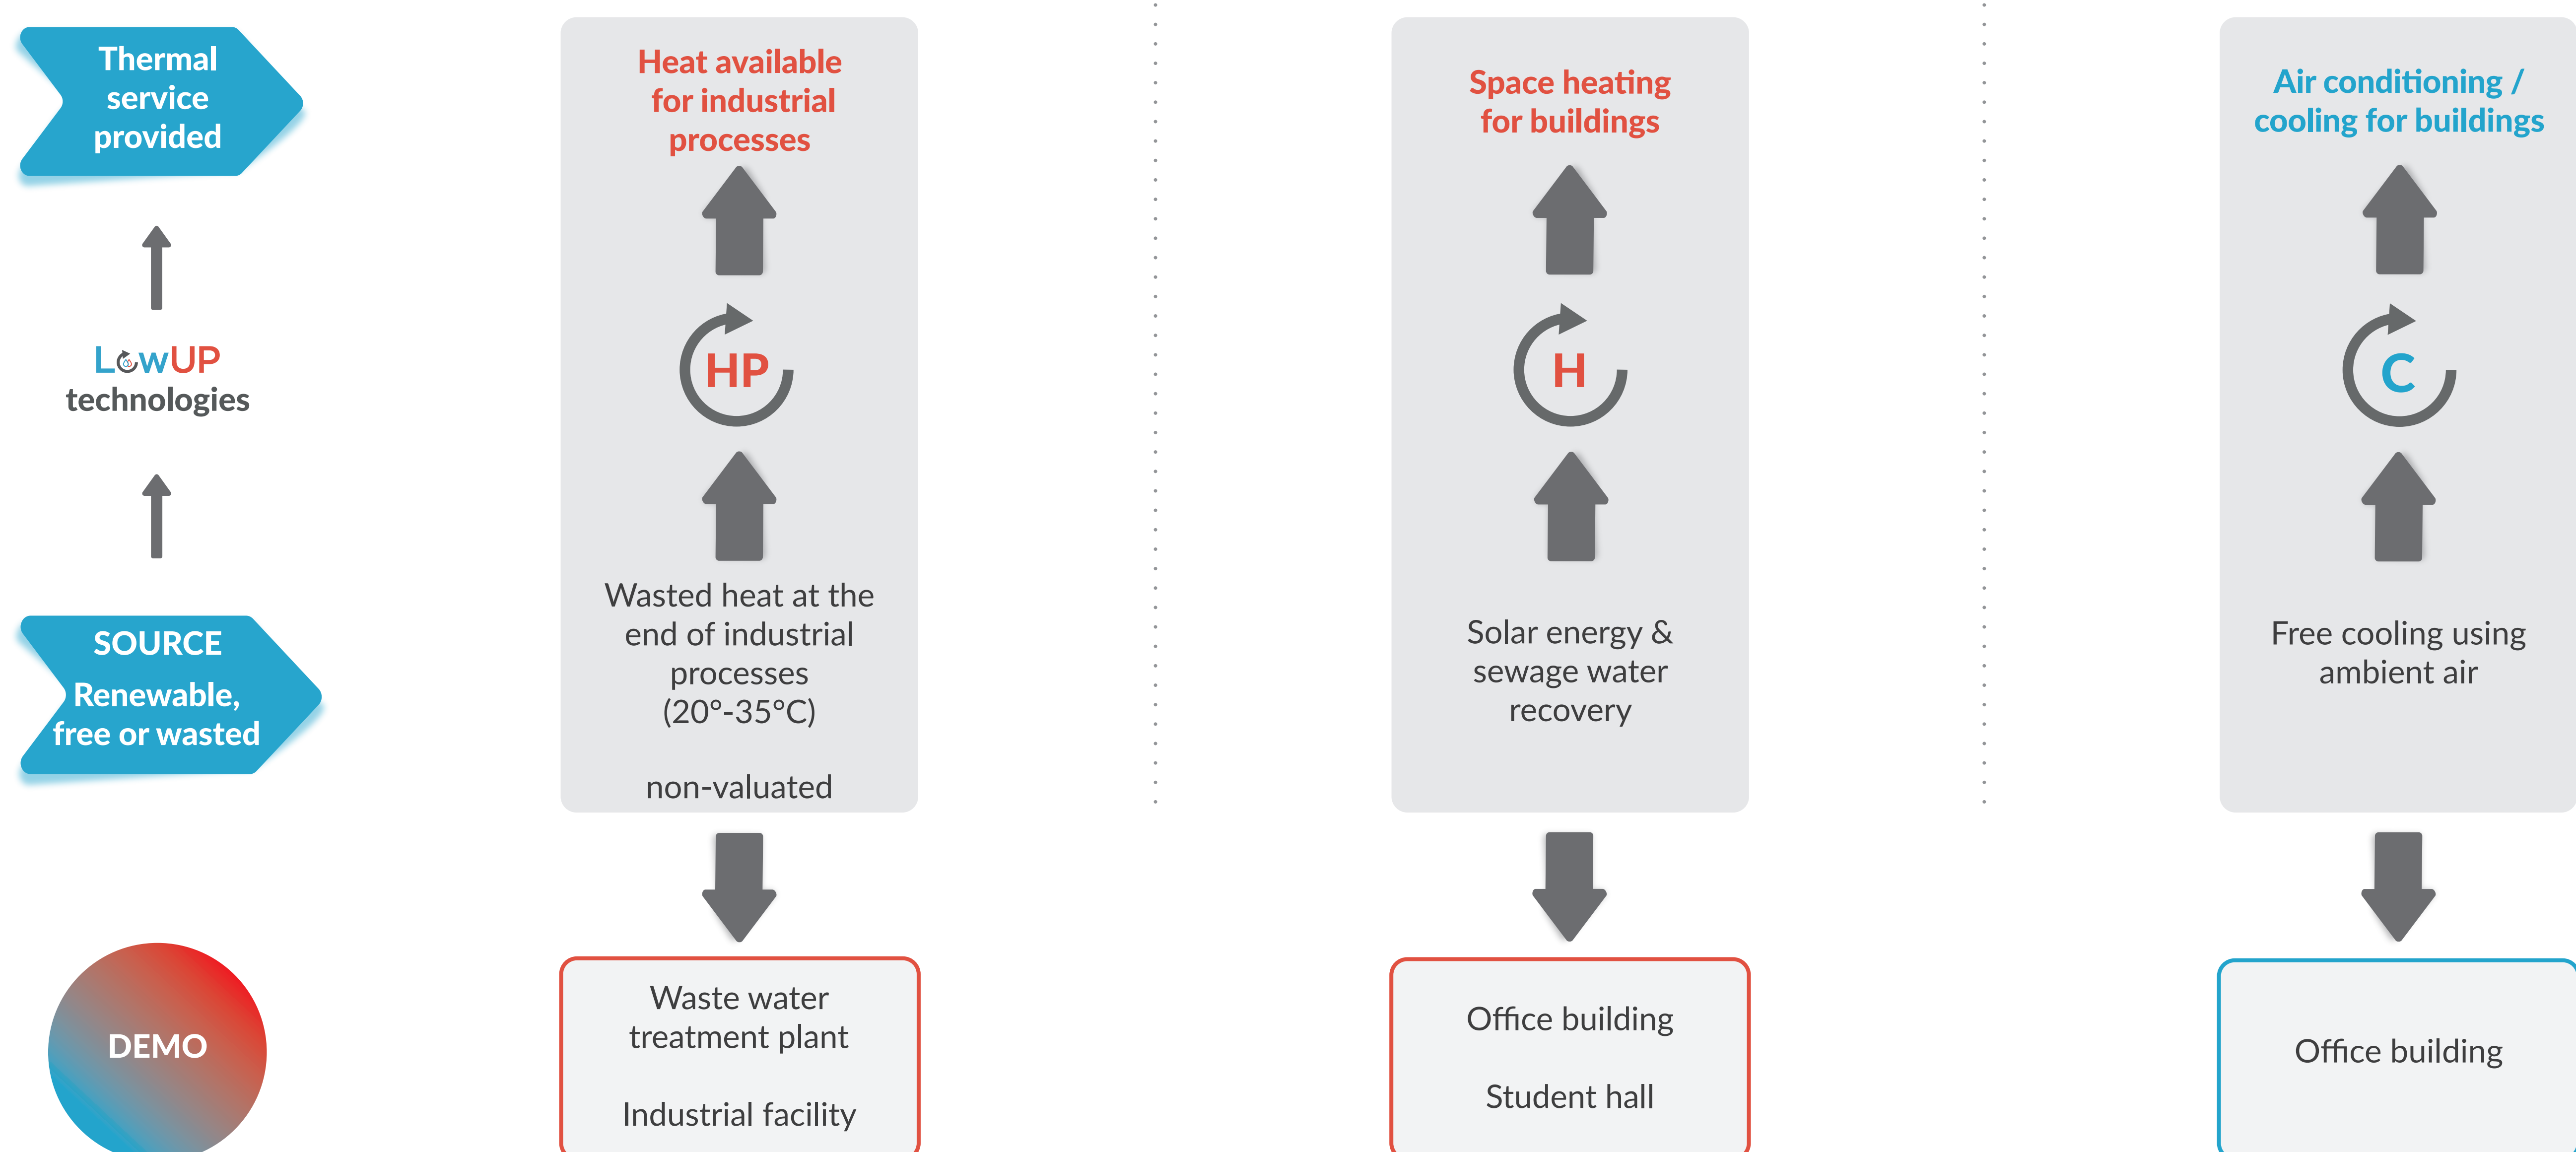 Thermal
service
provided
LowUP
technologies
SOURCE
Renewable,
free or wasted
DEMO
Heat available
for industrial
processes
HP
Wasted heat at the
end of industrial
processes
(20°-35°C)
non-valuated
Waste water
treatment plant
Industrial facility
Space heating
for buildings
H
Solar energy &
sewage water
recovery
Office building
Student hall
Air conditioning /
cooling for buildings
C
Free cooling using
ambient air
Office building